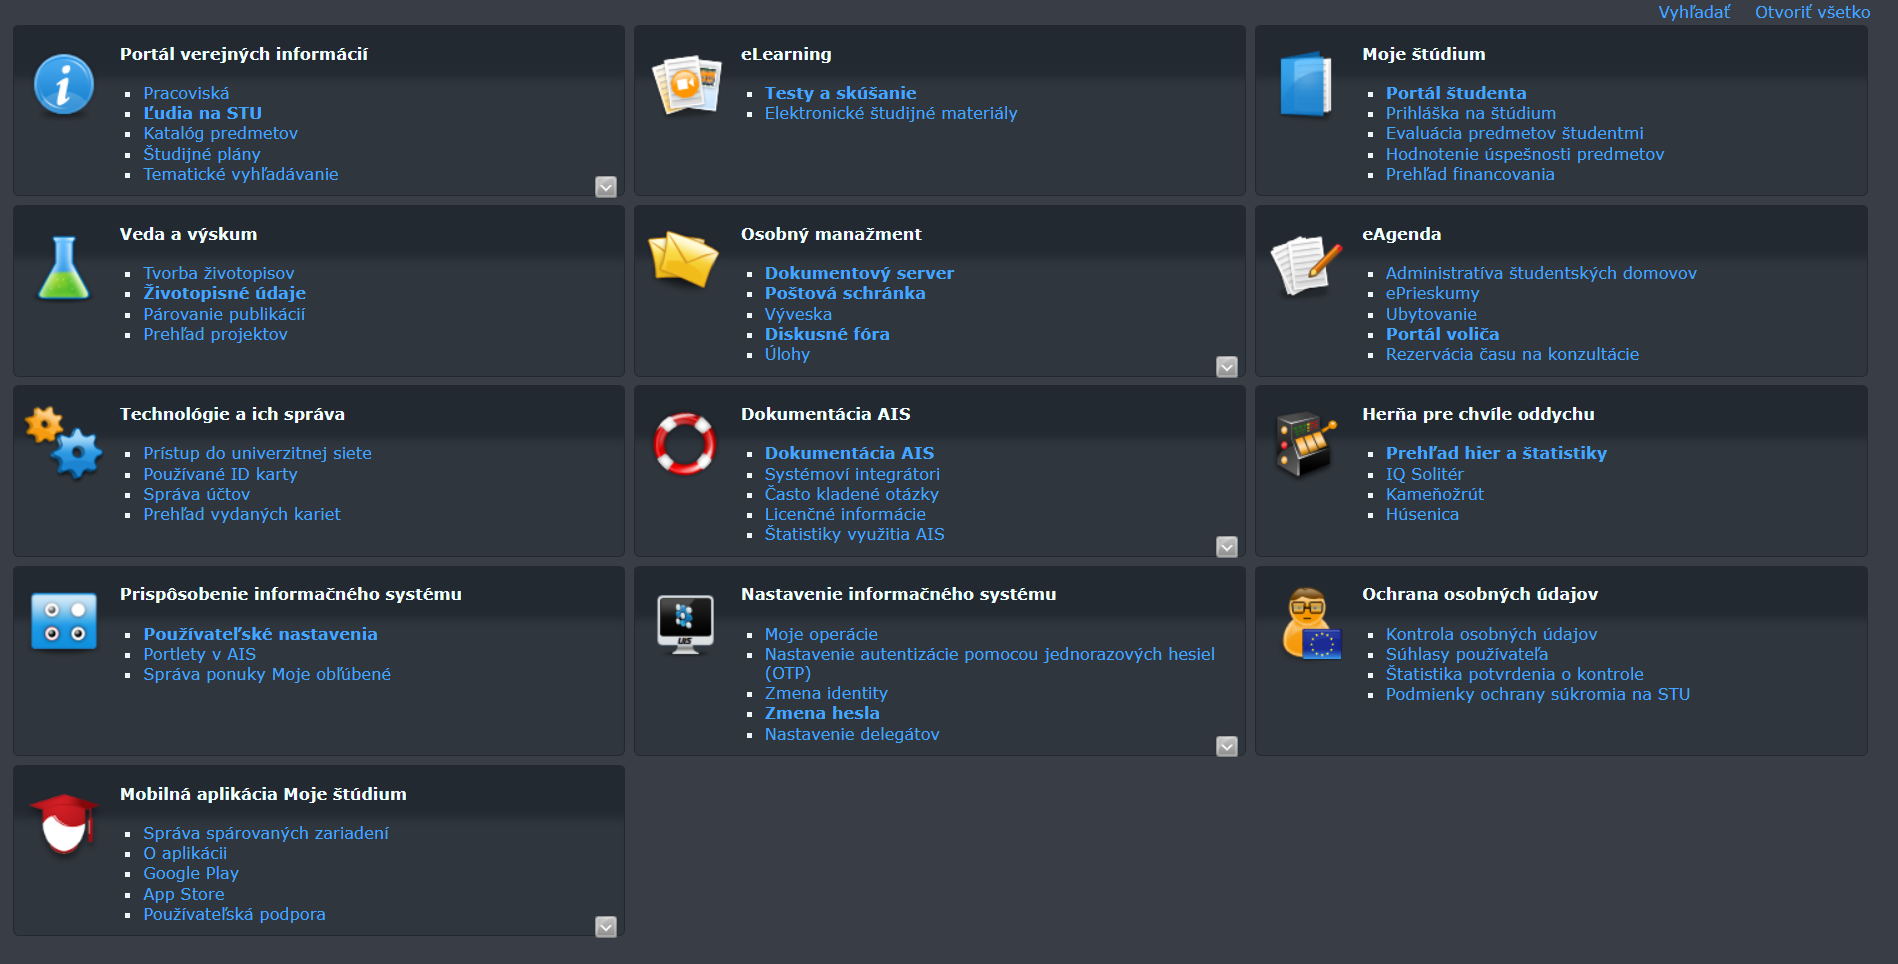 Vyhľadať Otvoriť všetko
Portál verejných informácií
Pracoviská
Ľudia na STU
Katalóg predmetov
Študijné plány
Tematické vyhľadávanie
eLearning
Testy a skúšanie
Elektronické študijné materiály
Moje štúdium
Portál študenta
Prihláška na štúdium
Evaluácia predmetov študentmi
Hodnotenie úspešnosti predmetov
Prehľad financovania
Veda a výskum
Tvorba životopisov
Životopisné údaje
Párovanie publikácií
Prehľad projektov
Osobný manažment
Dokumentový server
Poštová schránka
Výveska
Diskusné fóra
Úlohy
eAgenda
Administratíva študentských domovov
ePrieskumy
Ubytovanie
Portál voliča
Rezervácia času na konzultácie
Technológie a ich správa
Prístup do univerzitnej siete
Používané ID karty
Správa účtov
Prehľad vydaných kariet
Dokumentácia AIS
Dokumentácia AIS
Systémoví integrátori
Často kladené otázky
Licenčné informácie
Štatistiky využitia AIS
Herňa pre chvíle oddychu
Prehľad hier a štatistiky
IQ Solitér
Kameňožrút
Húsenica
Prispôsobenie informačného systému
Používateľské nastavenia
Portlety v AIS
Správa ponuky Moje obľúbené
UIS
Nastavenie informačného systému
Moje operácie
Nastavenie autentizácie pomocou jednorazových hesiel
(OTP)
Zmena identity
Zmena hesla
Nastavenie delegátov
Ochrana osobných údajov
Kontrola osobných údajov
Súhlasy používateľa
Štatistika potvrdenia o kontrole
Podmienky ochrany súkromia na STU
Mobilná aplikácia Moje štúdium
Správa spárovaných zariadení
O aplikácii
Google Play
App Store
Používateľská podpora